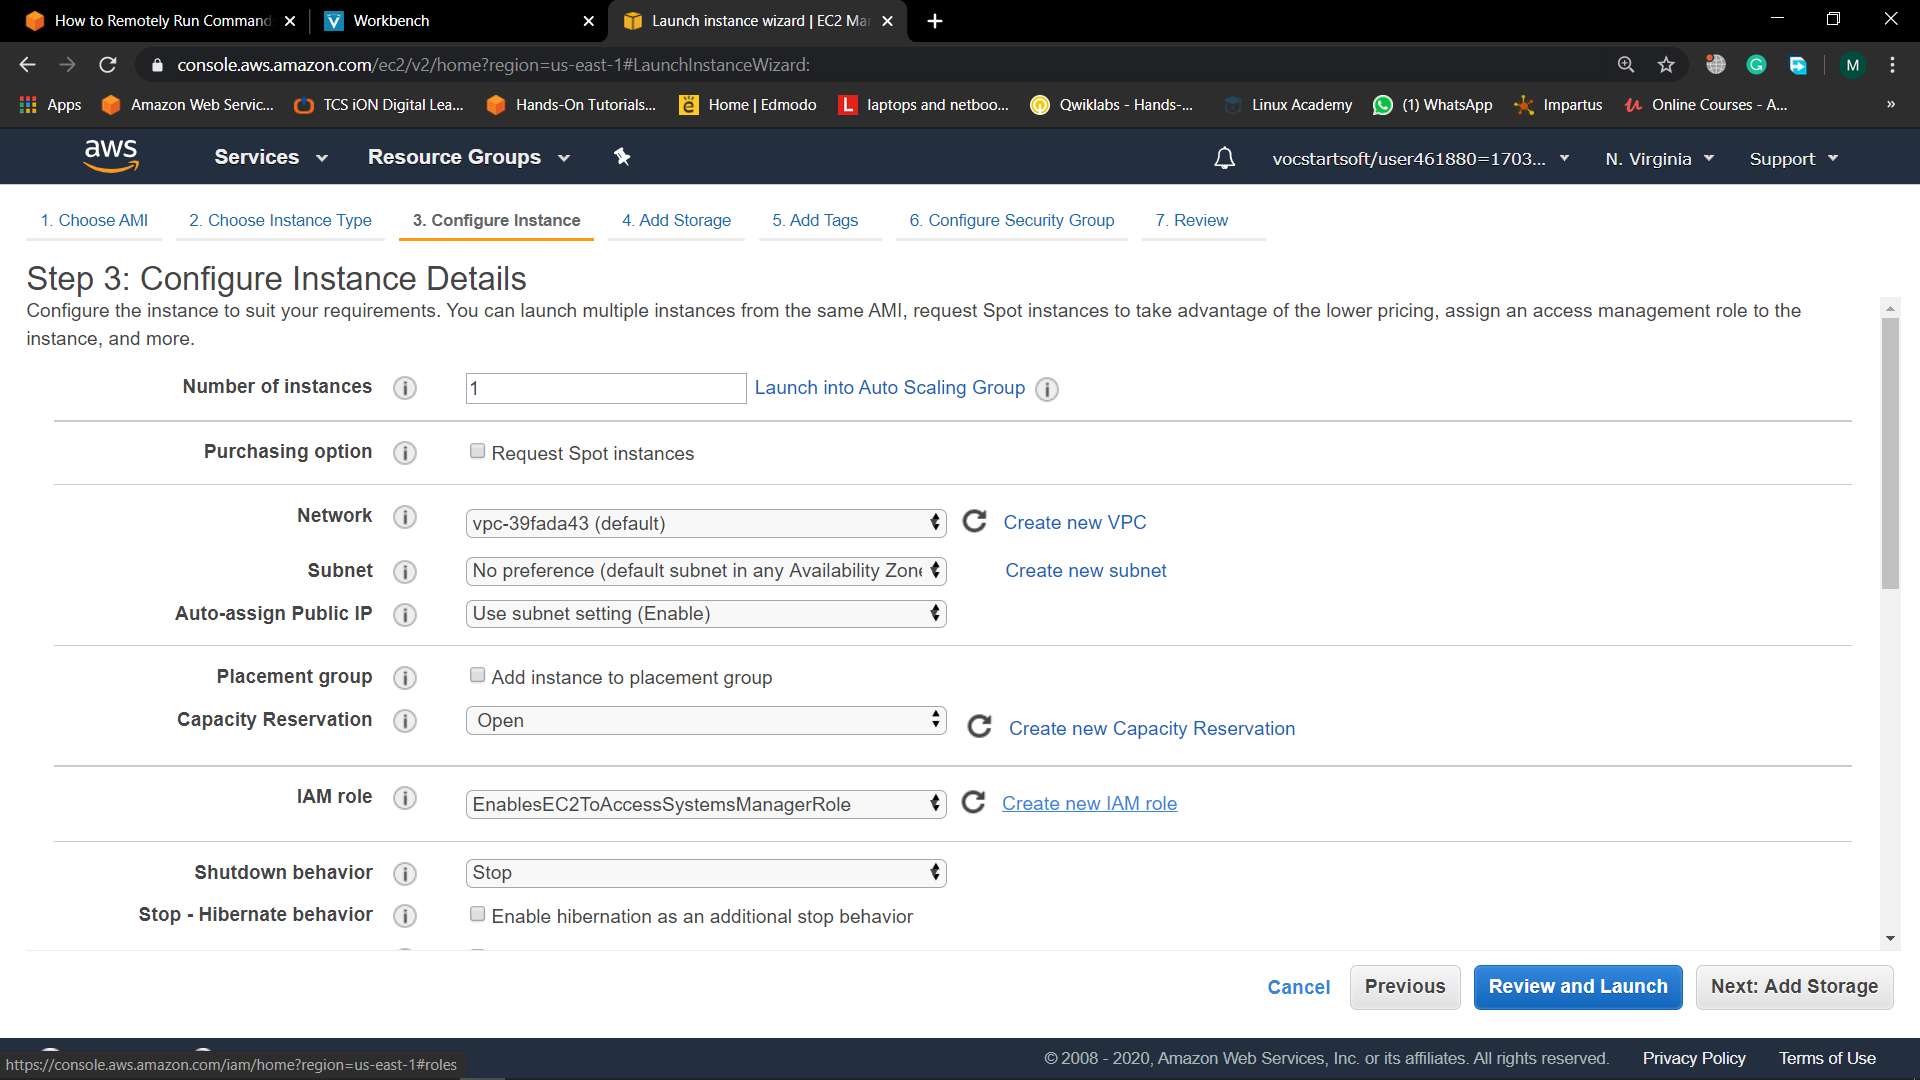 How to Remotely Run Command
Workbench
Launch instance wizard | EC2 Ma
console.aws.amazon.com/ec2/v2/home?region=us-east-1#LaunchInstanceWizard:
M
Apps
Amazon Web Servic...
TCS iON Digital Lea...
Hands-On Tutorials...
Home | Edmodo
L
laptops and netboo...
Qwiklabs - Hands-...
Linux Academy
(1) WhatsApp
Impartus
Online Courses - A...
»
aws
Services
Resource Groups
vocstartsoft/user461880=1703...
N. Virginia
Support
1. Choose AMI
2. Choose Instance Type
3. Configure Instance
4. Add Storage
5. Add Tags
6. Configure Security Group
7. Review
Step 3: Configure Instance Details
Configure the instance to suit your requirements. You can launch multiple instances from the same AMI, request Spot instances to take advantage of the lower pricing, assign an access management role to the
instance, and more.
Number of instances
1
Launch into Auto Scaling Group
Purchasing option
Request Spot instances
Network
vpc-39fada43 (default)
Create new VPC
Subnet
No preference (default subnet in any Availability Zone
Create new subnet
Auto-assign Public IP
Use subnet setting (Enable)
Placement group
Add instance to placement group
Capacity Reservation
Open
Create new Capacity Reservation
IAM role
EnablesEC2ToAccessSystemsManagerRole
Create new IAM role
Shutdown behavior
Stop
Stop - Hibernate behavior
Enable hibernation as an additional stop behavior
Cancel
Previous
Review and Launch
Next: Add Storage
https://console.aws.amazon.com/iam/home?region=us-east-1#roles
© 2008 - 2020, Amazon Web Services, Inc. or its affiliates. All rights reserved.
Privacy Policy
Terms of Use